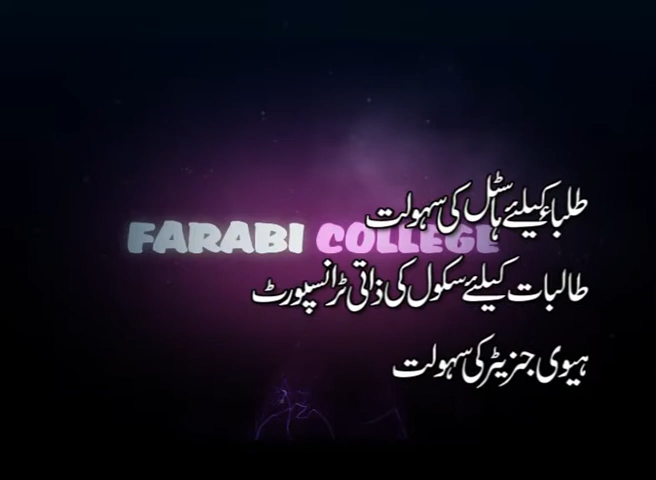 طلباء کیلئے ہاسٹل کی سہولت
FARABI COLLEGE
طالبات کیلئے سکول کی ذاتی ٹرانسپورٹ
ہیوی جنریٹر کی سہولت